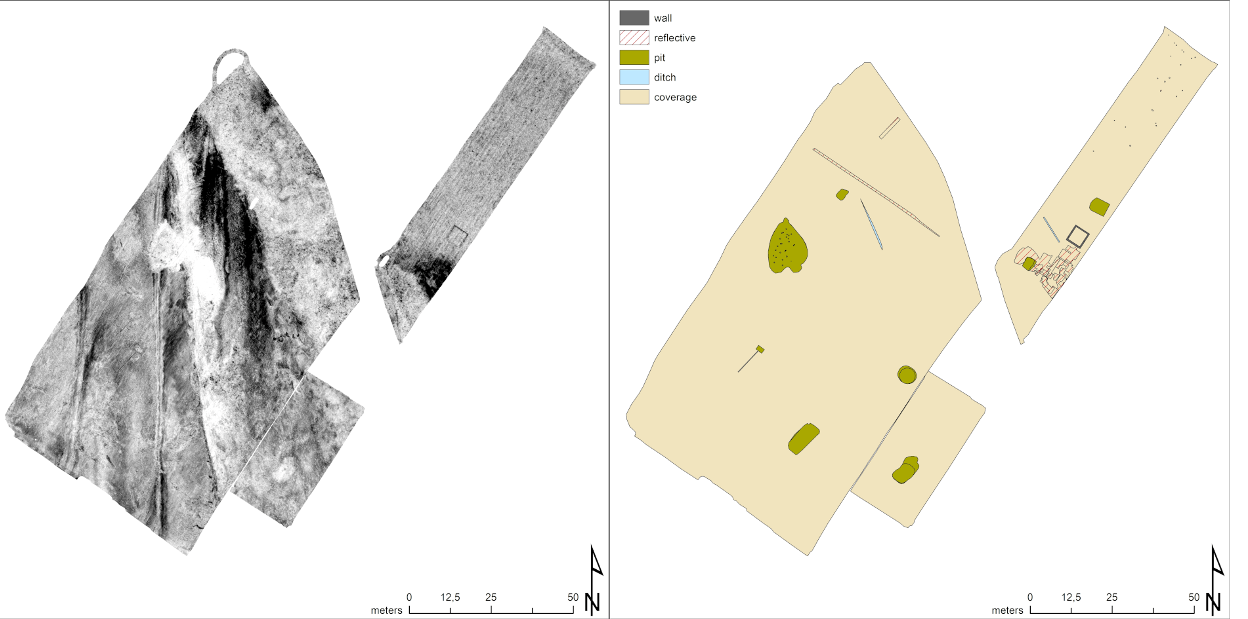 wall
reflective
pit
ditch
coverage
N
0 12,5 25 50
meters
N
0 12,5 25 50
meters